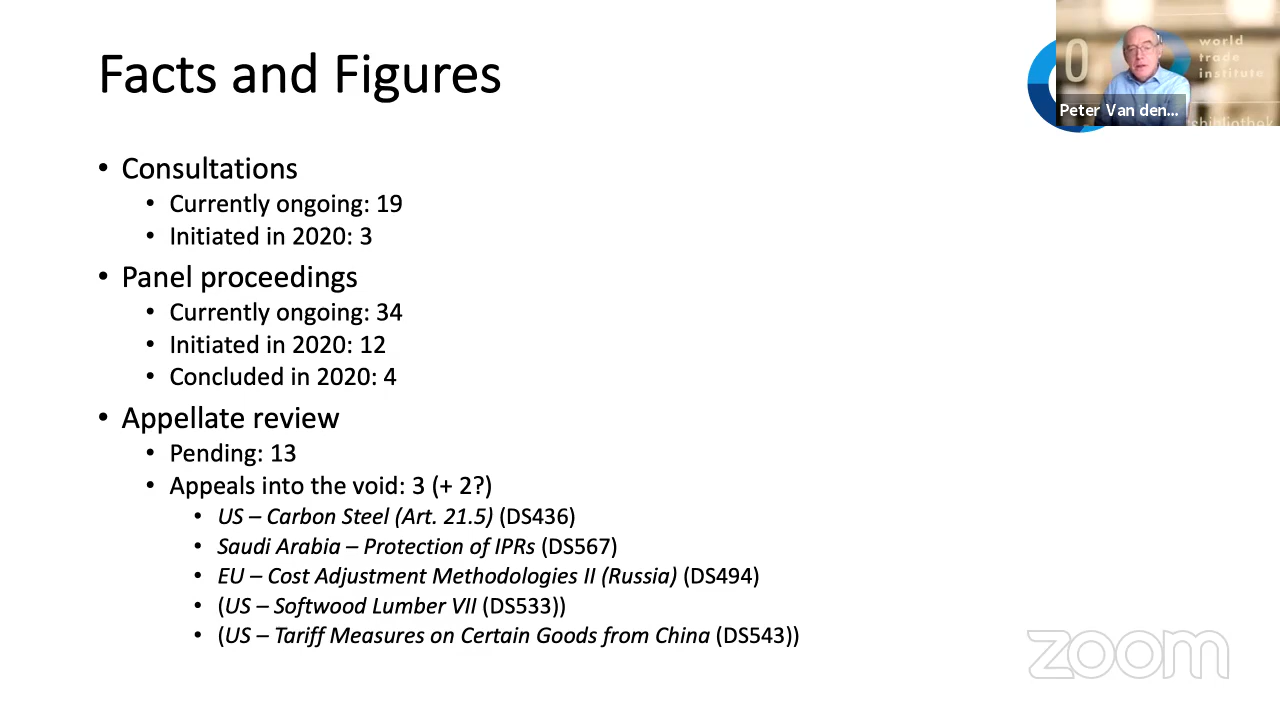 Facts and Figures
0
world
trade
institute
Peter Van den...
sbibliothek
• Consultations
• Currently ongoing: 19
• Initiated in 2020: 3
• Panel proceedings
• Currently ongoing: 34
• Initiated in 2020: 12
• Concluded in 2020: 4
• Appellate review
• Pending: 13
• Appeals into the void: 3 (+ 2?)
• US – Carbon Steel (Art. 21.5) (DS436)
• Saudi Arabia – Protection of IPRs (DS567)
• EU – Cost Adjustment Methodologies II (Russia) (DS494)
• (US – Softwood Lumber VII (DS533))
• (US – Tariff Measures on Certain Goods from China (DS543))
zoom